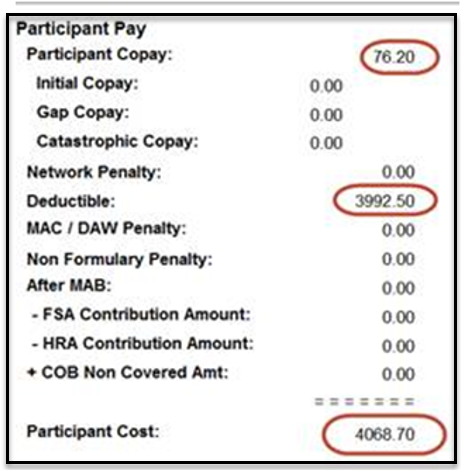 Participant Pay
Participant Copay: 76.20
Initial Copay: 0.00
Gap Copay: 0.00
Catastrophic Copay: 0.00
Network Penalty: 0.00
Deductible: 3992.50
MAC / DAW Penalty: 0.00
Non Formulary Penalty: 0.00
After MAB: 0.00
- FSA Contribution Amount: 0.00
- HRA Contribution Amount: 0.00
+ COB Non Covered Amt: 0.00
= = = = = = =
Participant Cost: 4068.70